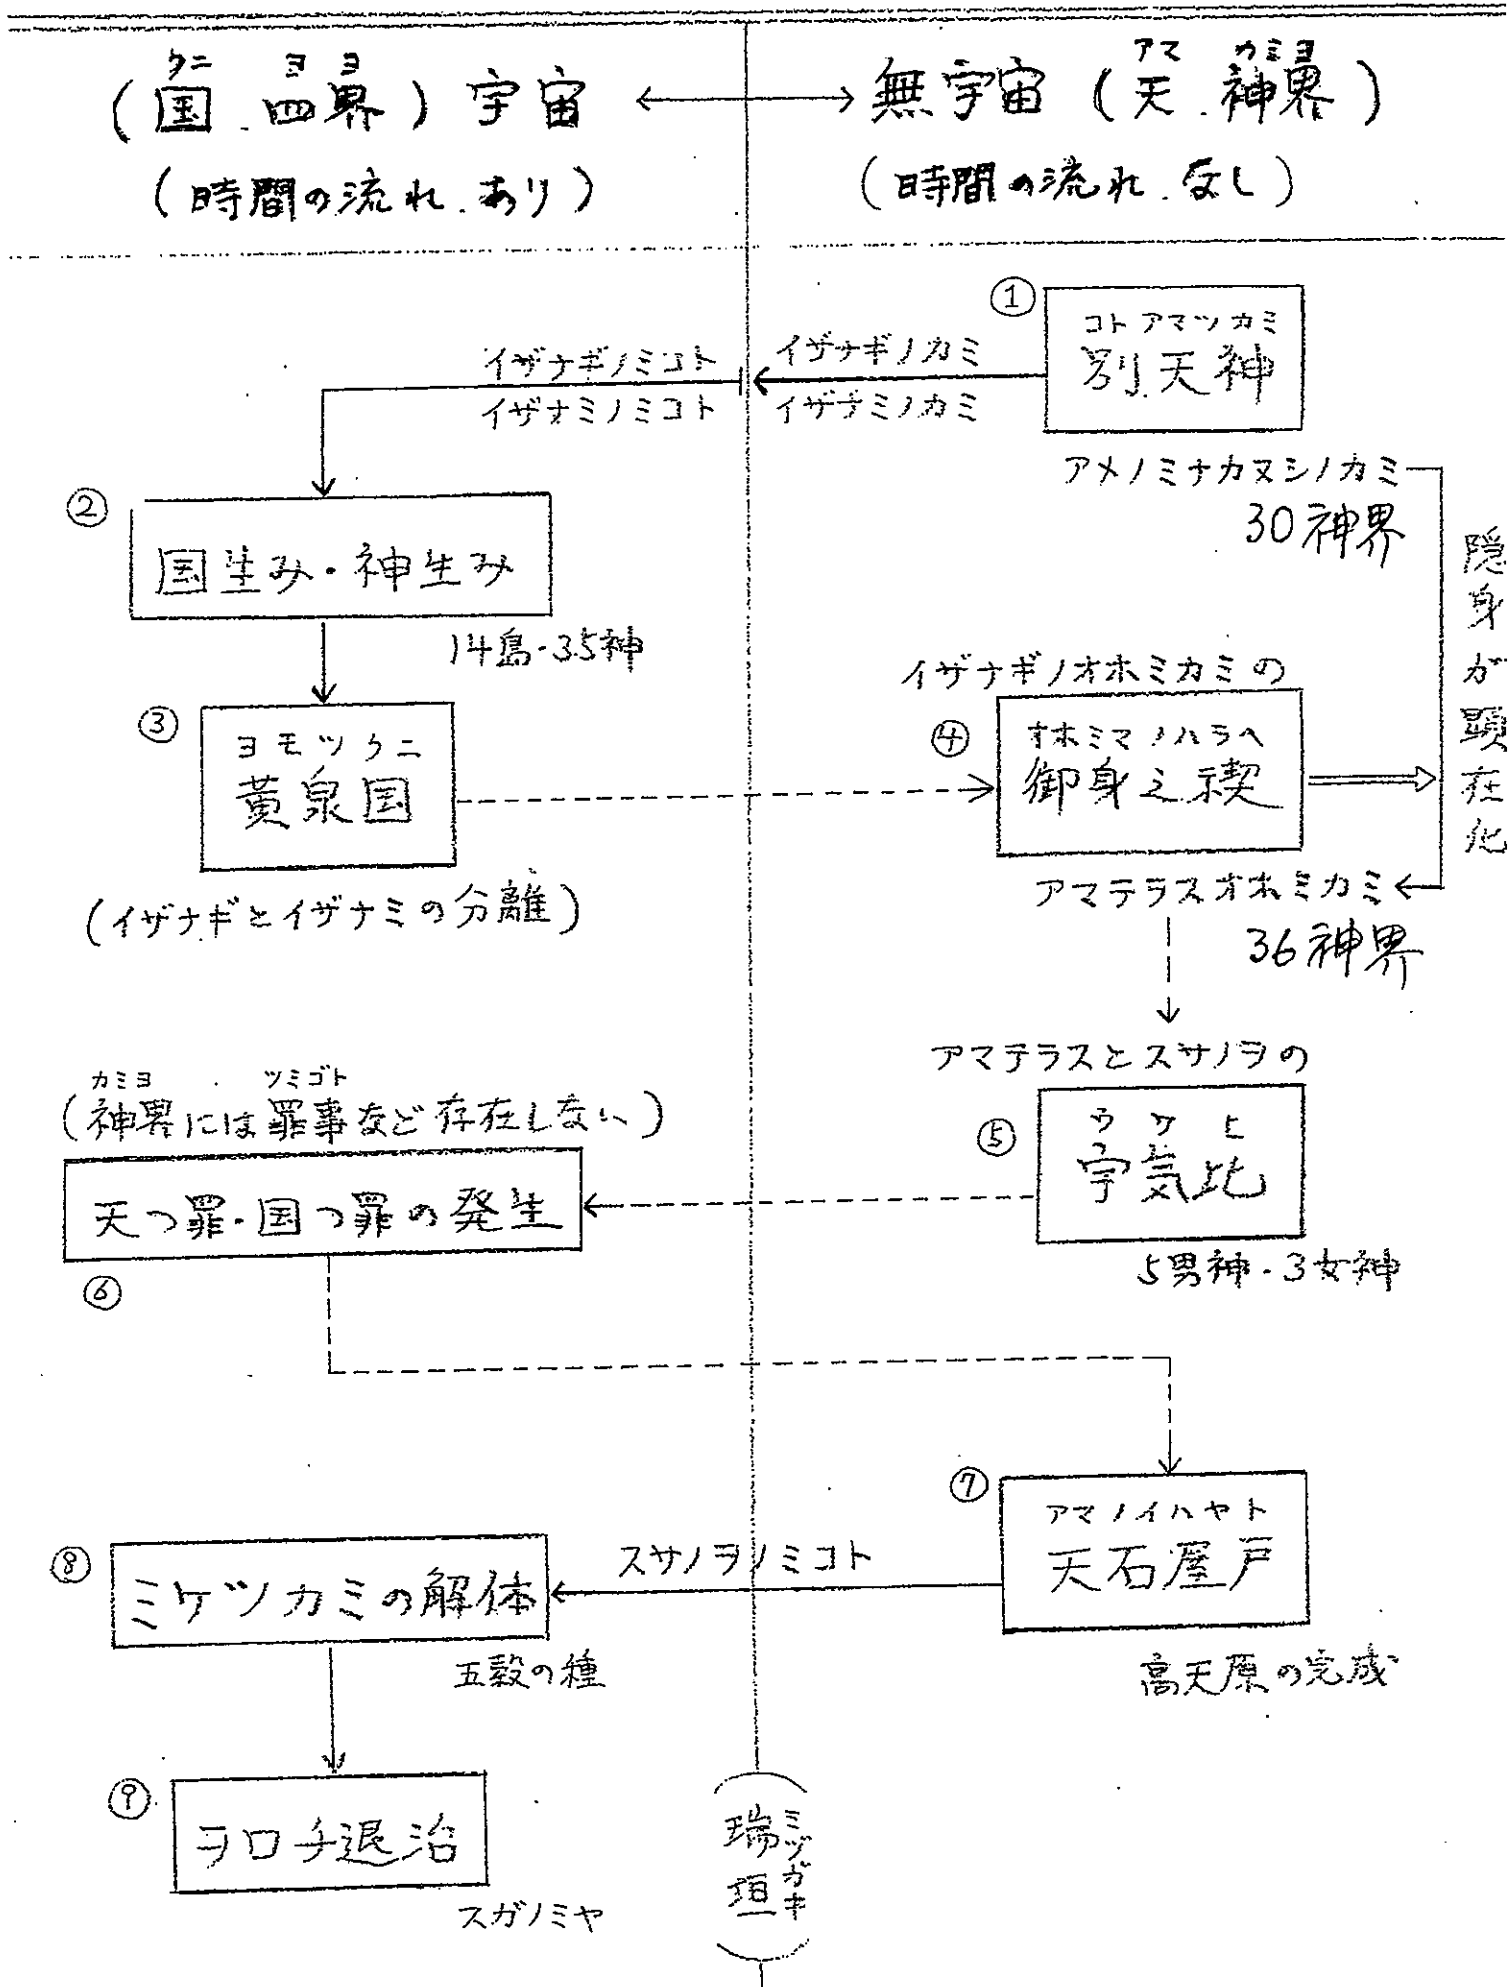 クニ ヨ ヨ
(国.四界) 宇宙 ←→ 無宇宙 (天.神界)
アマ カミヨ
(時間の流れ.あり)
(時間の流れ.なし)
①
コトアマツカミ
別天神
イザナギノカミ
イザナミノカミ
イザナギノミコト
イザナミノミコト
アメノミナカヌシノカミ
30神界
隠身が顕在化
②
国生み・神生み
14島・35神
③
ヨモツクニ
黄泉国
(イザナギとイザナミの分離)
イザナギノオホミカミの
④
オホミマノハラヘ
御身之禊
アマテラスオホミカミ
36神界
アマテラスとスサノヲの
⑤
ウケヒ
宇気比
5男神・3女神
カミヨ ツミゴト
(神界には罪事など存在しない)
天つ罪・国つ罪の発生
⑥
⑦
アマノイハヤト
天石屋戸
高天原の完成
スサノヲノミコト
⑧
ミケツカミの解体
五穀の種
⑨
ヲロチ退治
スガノミヤ
(瑞垣)
ミヅガキ